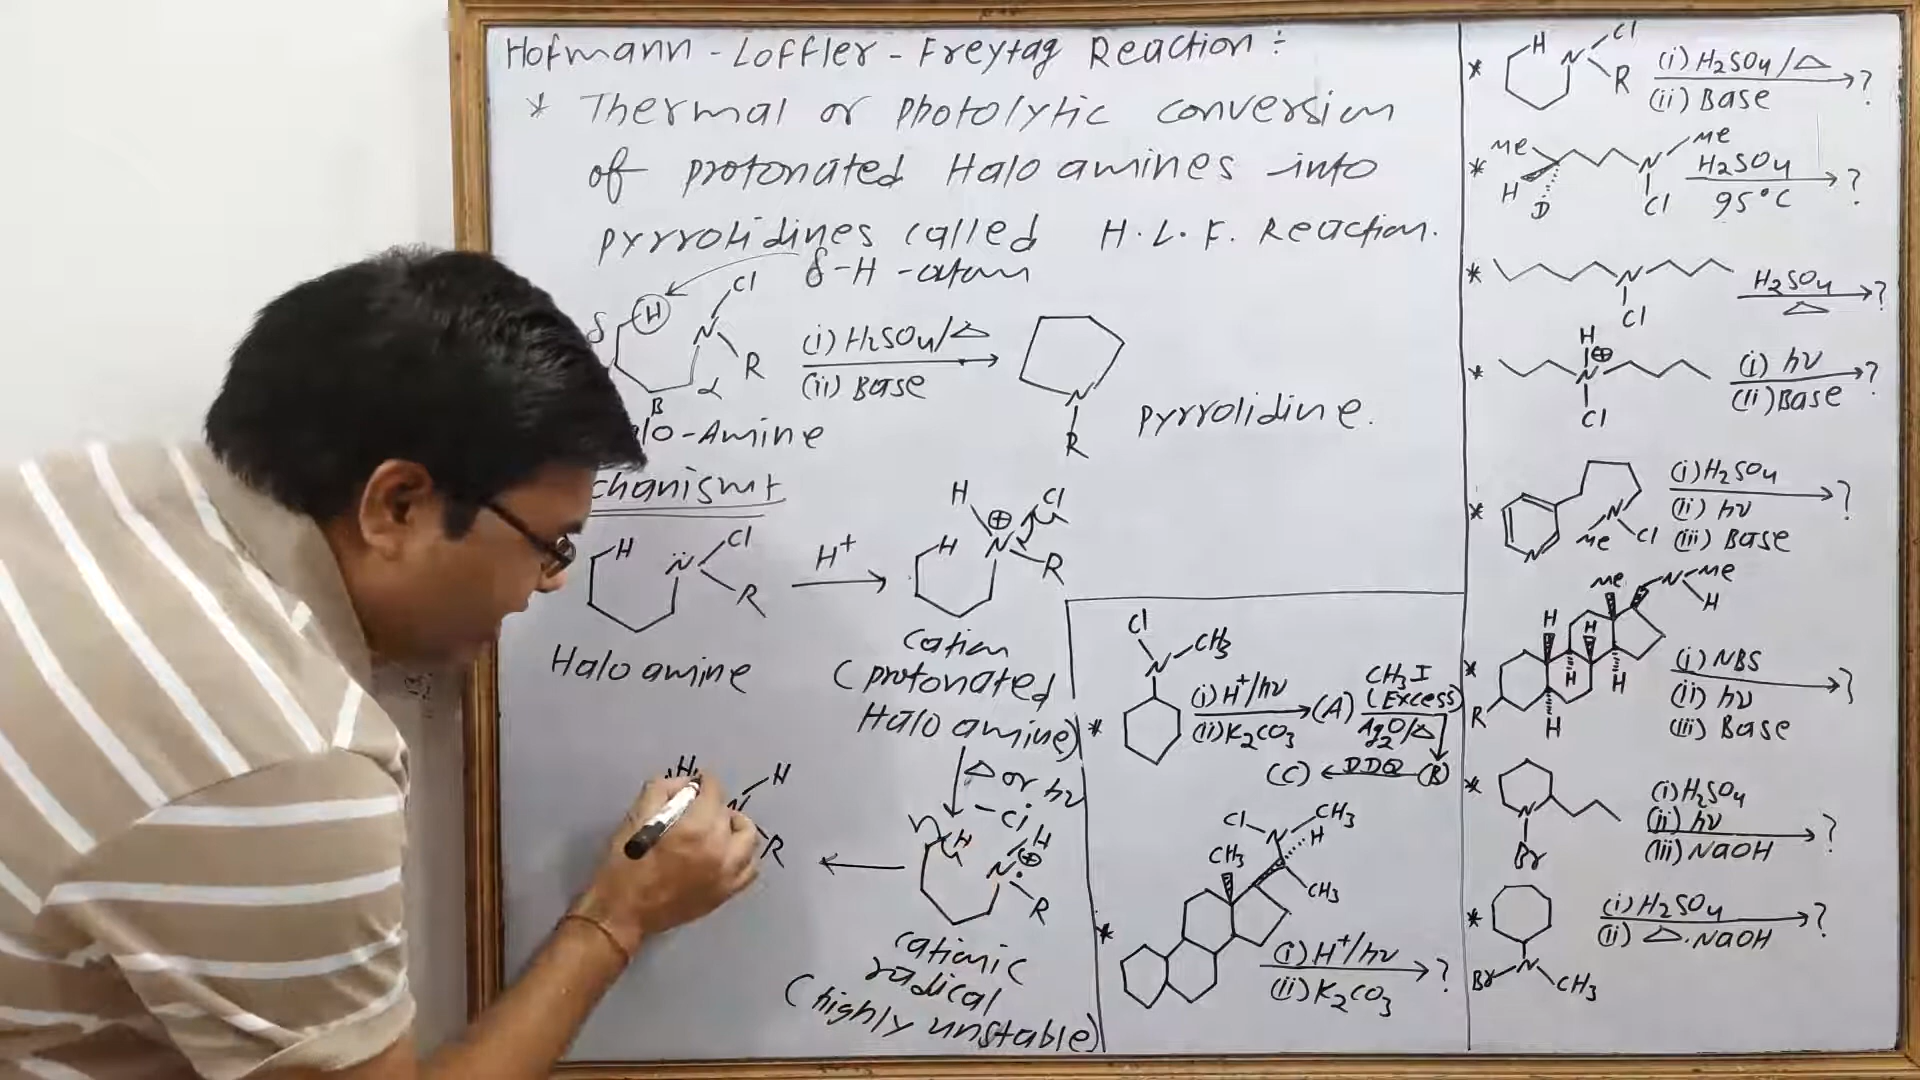 Hofmann - Loffler - Freytag Reaction :-
* Thermal or Photolytic conversion
of protonated Halo amines into
pyrrolidines called H.L.F. Reaction.
δ-H-atom
δ H Cl
N
R
α
B
(i) H2SO4/△
(ii) Base
N
R
Pyrrolidine.
lo-Amine
chanism
H N̈ Cl
R
H+
H ⊕ Cl
H N
R
Halo amine
Cation
(protonated
Halo amine)
△ or hν
- Ċl
H
H N ⊕
R
Cationic
radical
(highly unstable)
H H
N
R
* Cl
N CH3
(i) H+/hν
(ii) K2CO3
(A)
CH3I
(Excess)
Ag2O/△
(B)
DDQ
(C)
* Cl N CH3
H
CH3
CH3
(i) H+/hν
(ii) K2CO3
?
* H N Cl
R
(i) H2SO4/△
(ii) Base
?
* Me N Me
H D Cl
H2SO4
95°C
?
* N
Cl
H2SO4
△
?
* H
N ⊕
Cl
(i) hν
(ii) Base
?
* N
Me N Cl
(i) H2SO4
(ii) hν
(iii) Base
?
* Me N Me
H
H H
H H
R H
(i) NBS
(ii) hν
(iii) Base
?
* N
Br
(i) H2SO4
(ii) hν
(iii) NaOH
?
* Br N CH3
(i) H2SO4
(ii) △.NaOH
?